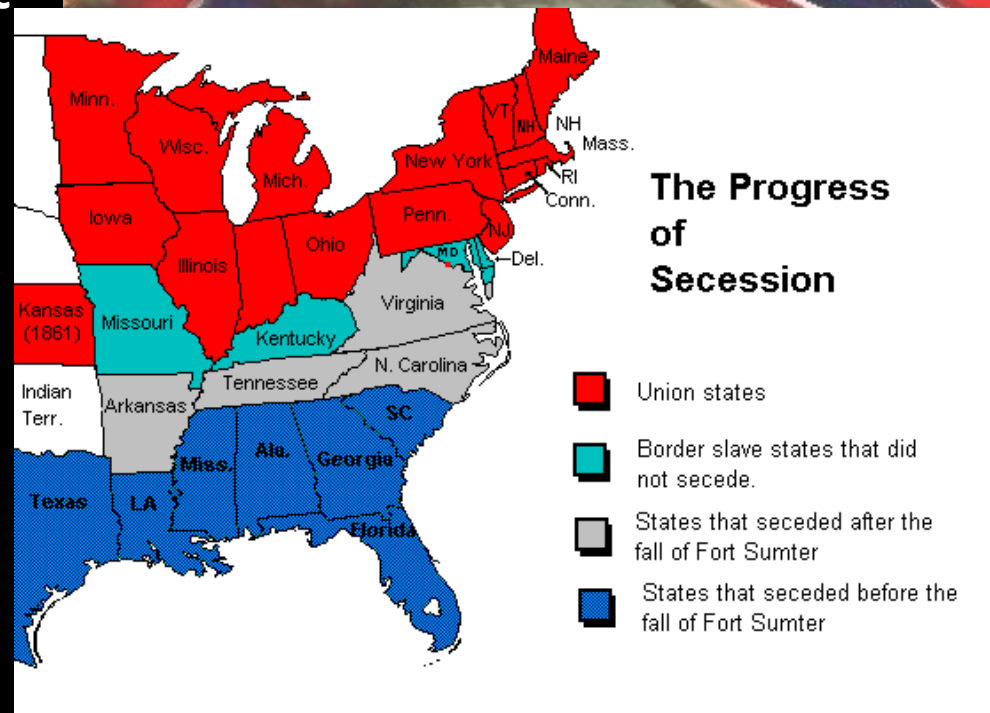 Maine
Minn.
VT
NH
NH
Mass.
Wisc.
New York
Mich.
RI
Conn.
The Progress
of
Secession
Iowa
Penn.
NJ
Ohio
MD
Del.
Illinois
Virginia
Kansas
(1861)
Missouri
Kentucky
N. Carolina
Tennessee
Indian
Terr.
Arkansas
SC
Ala.
Georgia
Miss.
Texas
LA
Florida
Union states
Border slave states that did
not secede.
States that seceded after the
fall of Fort Sumter
States that seceded before the
fall of Fort Sumter